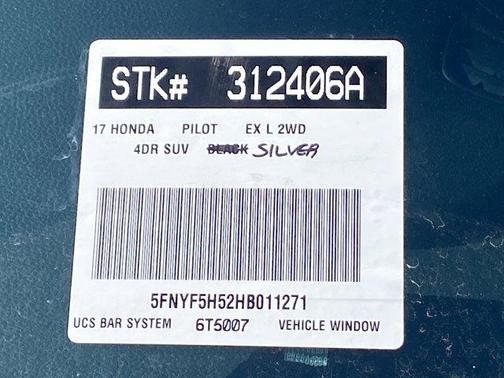 STK# 312406A
17 HONDA PILOT EX L 2WD
4DR SUV BLACK SILVER
5FNYF5H52HB011271
UCS BAR SYSTEM 6T5007 VEHICLE WINDOW